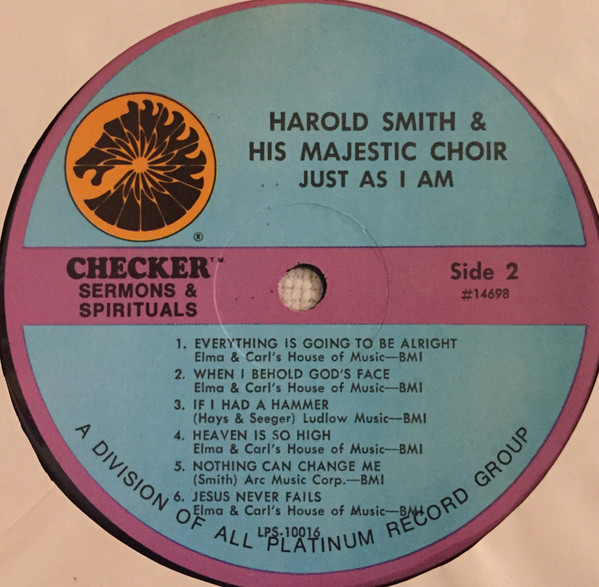 HAROLD SMITH &
HIS MAJESTIC CHOIR
JUST AS I AM
®
CHECKER™
SERMONS &
SPIRITUALS
Side 2
#14698
1. EVERYTHING IS GOING TO BE ALRIGHT
Elma & Carl's House of Music—BMI
2. WHEN I BEHOLD GOD'S FACE
Elma & Carl's House of Music—BMI
3. IF I HAD A HAMMER
(Hays & Seeger) Ludlow Music—BMI
4. HEAVEN IS SO HIGH
Elma & Carl's House of Music—BMI
5. NOTHING CAN CHANGE ME
(Smith) Arc Music Corp.—BMI
6. JESUS NEVER FAILS
Elma & Carl's House of Music—BMI
LPS-10016
A DIVISION OF ALL PLATINUM RECORD GROUP